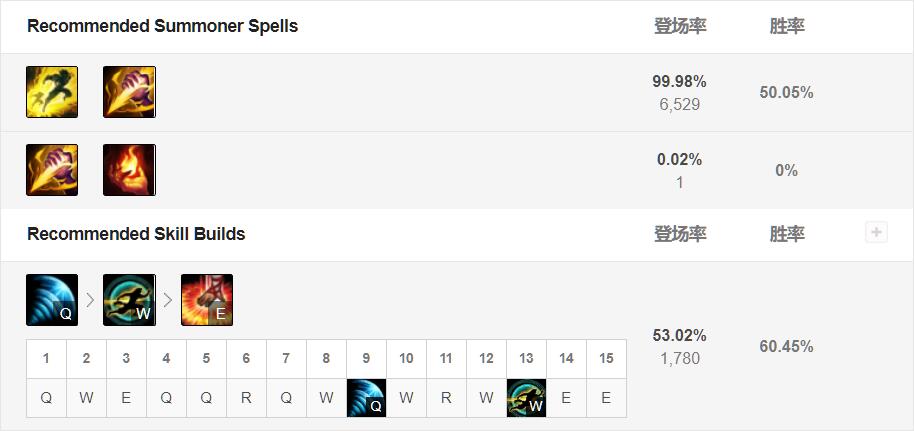 Recommended Summoner Spells 登场率 胜率
99.98%
6,529
50.05%
0.02%
1
0%
Recommended Skill Builds 登场率 胜率
Q W E
1 2 3 4 5 6 7 8 9 10 11 12 13 14 15
Q W E Q Q R Q W Q W R W W E E
53.02%
1,780
60.45%